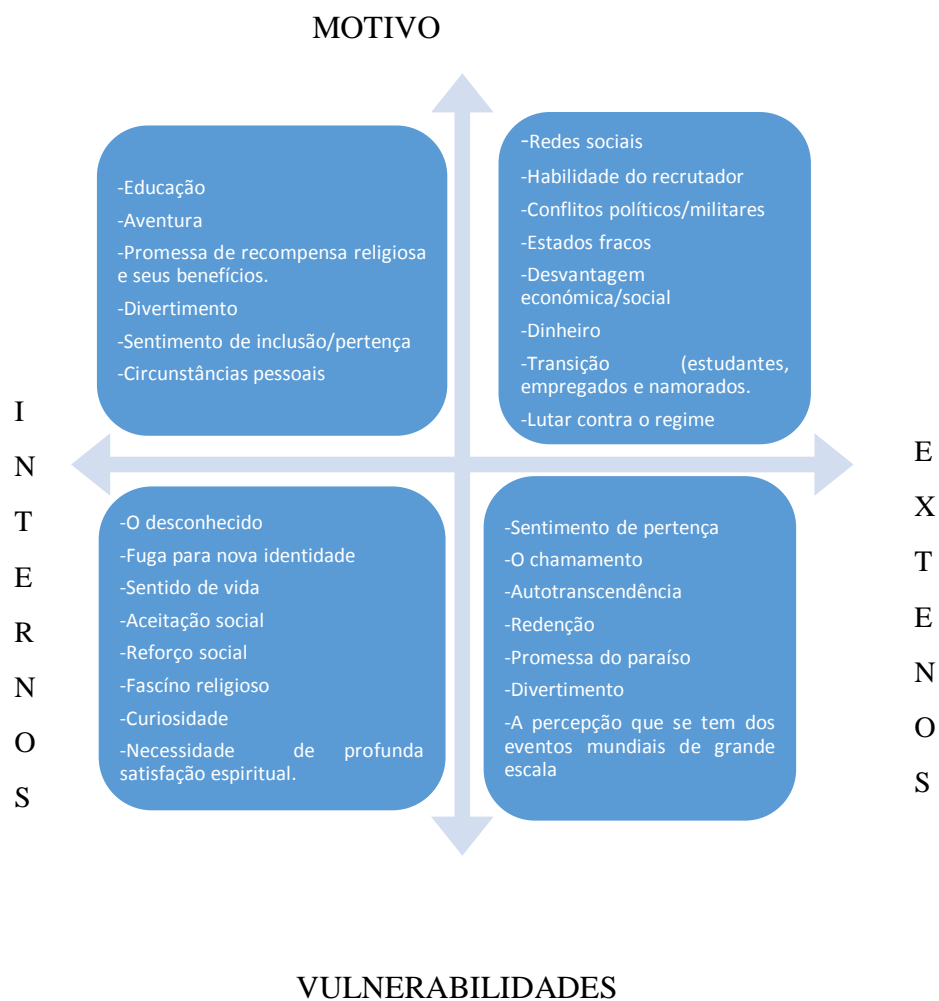 MOTIVO
-Educação
-Aventura
-Promessa de recompensa religiosa
e seus benefícios.
-Divertimento
-Sentimento de inclusão/pertença
-Circunstâncias pessoais
-Redes sociais
-Habilidade do recrutador
-Conflitos políticos/militares
-Estados fracos
-Desvantagem
económica/social
-Dinheiro
-Transição (estudantes,
empregados e namorados.
-Lutar contra o regime
I
N
T
E
R
N
O
S
E
X
T
E
N
O
S
-O desconhecido
-Fuga para nova identidade
-Sentido de vida
-Aceitação social
-Reforço social
-Fascíno religioso
-Curiosidade
-Necessidade de profunda
satisfação espiritual.
-Sentimento de pertença
-O chamamento
-Autotranscendência
-Redenção
-Promessa do paraíso
-Divertimento
-A percepção que se tem dos
eventos mundiais de grande
escala
VULNERABILIDADES